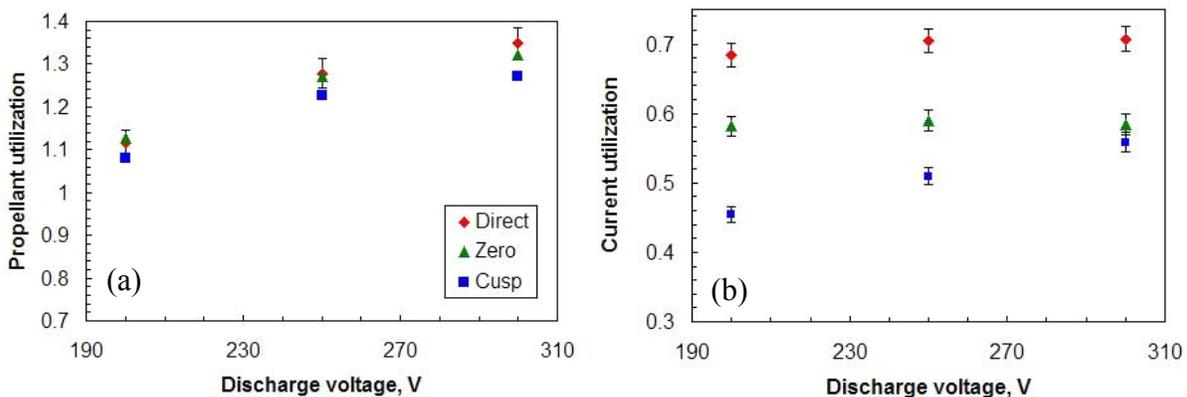 Propellant utilization
1.4
1.3
1.2
1.1
1
0.9
0.8
0.7
Direct
Zero
Cusp
(a)
190
230
270
310
Discharge voltage, V
Current utilization
0.7
0.6
0.5
0.4
0.3
(b)
190
230
270
310
Discharge voltage, V